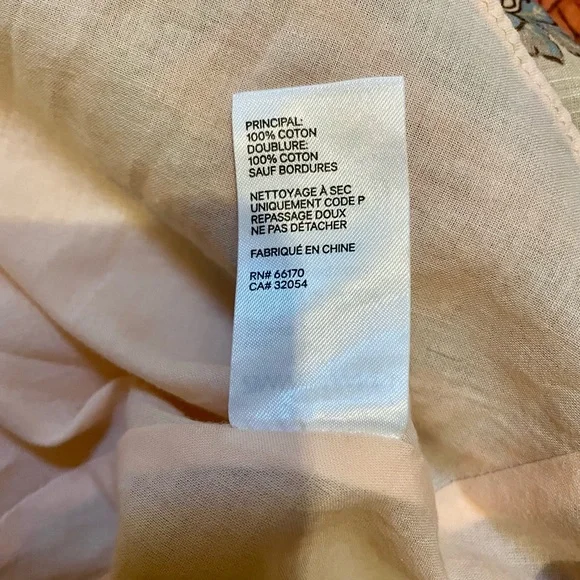 PRINCIPAL:
100% COTON
DOUBLURE:
100% COTON
SAUF BORDURES
NETTOYAGE À SEC
UNIQUEMENT CODE P
REPASSAGE DOUX
NE PAS DÉTACHER
FABRIQUÉ EN CHINE
RN# 66170
CA# 32054